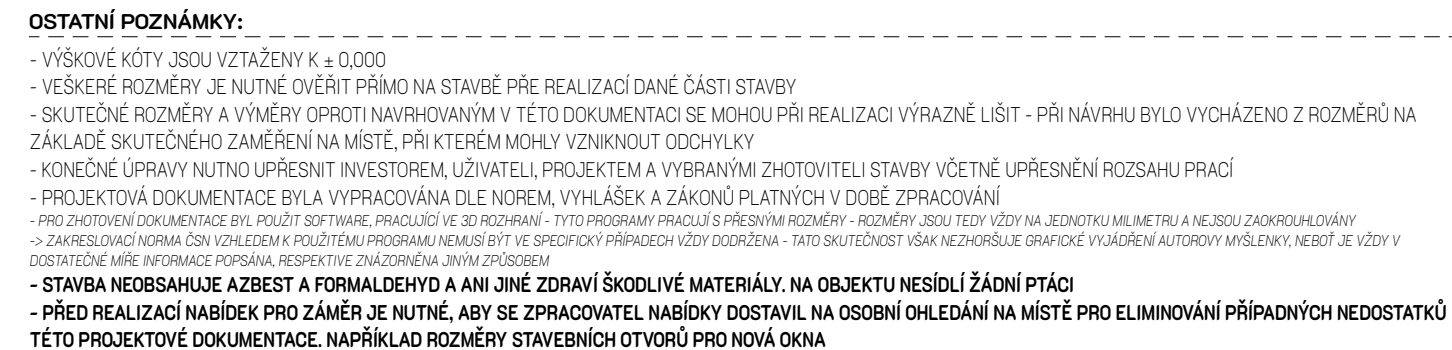 OSTATNÍ POZNÁMKY:
- VÝŠKOVÉ KÓTY JSOU VZTAŽENY K ± 0,000
- VEŠKERÉ ROZMĚRY JE NUTNÉ OVĚŘIT PŘÍMO NA STAVBĚ PŘE REALIZACÍ DANÉ ČÁSTI STAVBY
- SKUTEČNÉ ROZMĚRY A VÝMĚRY OPROTI NAVRHOVANÝM V TÉTO DOKUMENTACI SE MOHOU PŘI REALIZACI VÝRAZNĚ LIŠIT - PŘI NÁVRHU BYLO VYCHÁZENO Z ROZMĚRŮ NA
ZÁKLADĚ SKUTEČNÉHO ZAMĚŘENÍ NA MÍSTĚ, PŘI KTERÉM MOHLY VZNIKNOUT ODCHYLKY
- KONEČNÉ ÚPRAVY NUTNO UPŘESNIT INVESTOREM, UŽIVATELI, PROJEKTEM A VYBRANÝMI ZHOTOVITELI STAVBY VČETNĚ UPŘESNĚNÍ ROZSAHU PRACÍ
- PROJEKTOVÁ DOKUMENTACE BYLA VYPRACOVÁNA DLE NOREM, VYHLÁŠEK A ZÁKONŮ PLATNÝCH V DOBĚ ZPRACOVÁNÍ
- PRO ZHOTOVENÍ DOKUMENTACE BYL POUŽIT SOFTWARE, PRACUJÍCÍ VE 3D ROZHRANÍ - TYTO PROGRAMY PRACUJÍ S PŘESNÝMI ROZMĚRY - ROZMĚRY JSOU TEDY VŽDY NA JEDNOTKU MILIMETRU A NEJSOU ZAOKROUHLOVÁNY
-> ZAKRESLOVACÍ NORMA ČSN VZHLEDEM K POUŽITÉMU PROGRAMU NEMUSÍ BÝT VE SPECIFICKÝ PŘÍPADECH VŽDY DODRŽENA - TATO SKUTEČNOST VŠAK NEZHORŠUJE GRAFICKÉ VYJÁDŘENÍ AUTOROVY MYŠLENKY, NEBOŤ JE VŽDY V
DOSTATEČNÉ MÍŘE INFORMACE POPSÁNA, RESPEKTIVE ZNÁZORNĚNA JINÝM ZPŮSOBEM
- STAVBA NEOBSAHUJE AZBEST A FORMALDEHYD A ANI JINÉ ZDRAVÍ ŠKODLIVÉ MATERIÁLY. NA OBJEKTU NESÍDLÍ ŽÁDNÍ PTÁCI
- PŘED REALIZACÍ NABÍDEK PRO ZÁMĚR JE NUTNÉ, ABY SE ZPRACOVATEL NABÍDKY DOSTAVIL NA OSOBNÍ OHLEDÁNÍ NA MÍSTĚ PRO ELIMINOVÁNÍ PŘÍPADNÝCH NEDOSTATKŮ
TÉTO PROJEKTOVÉ DOKUMENTACE. NAPŘÍKLAD ROZMĚRY STAVEBNÍCH OTVORŮ PRO NOVÁ OKNA